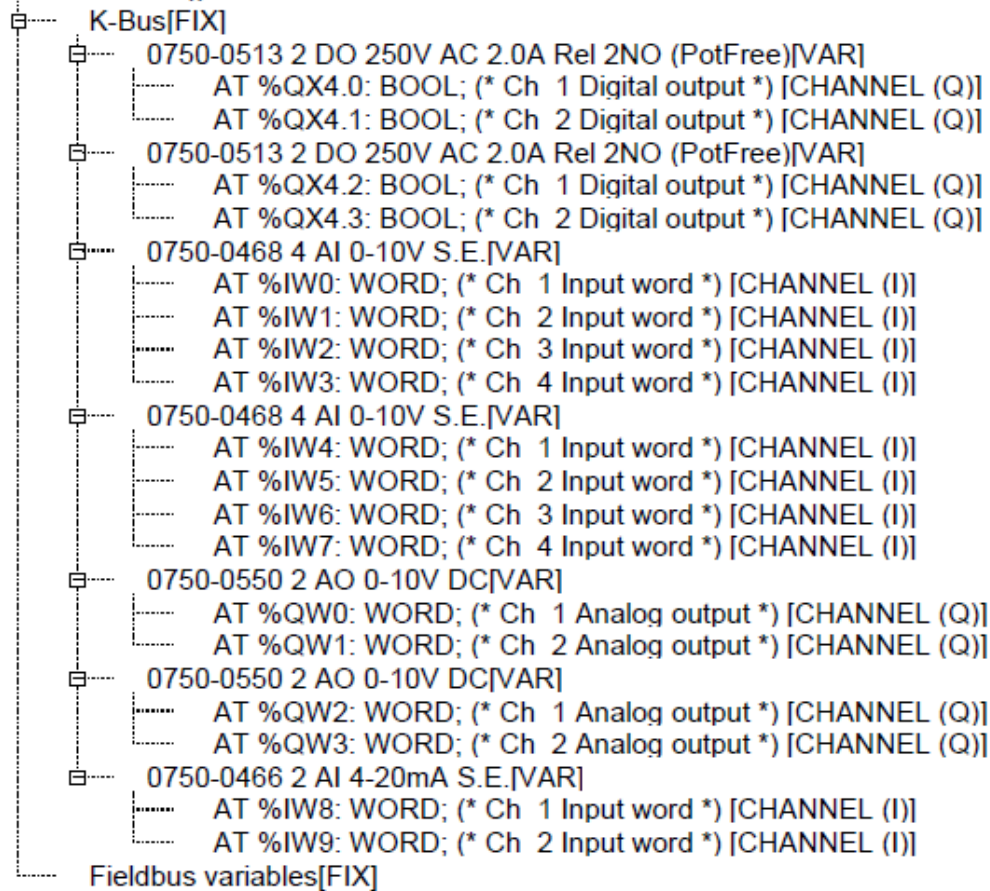 K-Bus[FIX]
0750-0513 2 DO 250V AC 2.0A Rel 2NO (PotFree)[VAR]
AT %QX4.0: BOOL; (* Ch  1 Digital output *) [CHANNEL (Q)]
AT %QX4.1: BOOL; (* Ch  2 Digital output *) [CHANNEL (Q)]
0750-0513 2 DO 250V AC 2.0A Rel 2NO (PotFree)[VAR]
AT %QX4.2: BOOL; (* Ch  1 Digital output *) [CHANNEL (Q)]
AT %QX4.3: BOOL; (* Ch  2 Digital output *) [CHANNEL (Q)]
0750-0468 4 AI 0-10V S.E.[VAR]
AT %IW0: WORD; (* Ch  1 Input word *) [CHANNEL (I)]
AT %IW1: WORD; (* Ch  2 Input word *) [CHANNEL (I)]
AT %IW2: WORD; (* Ch  3 Input word *) [CHANNEL (I)]
AT %IW3: WORD; (* Ch  4 Input word *) [CHANNEL (I)]
0750-0468 4 AI 0-10V S.E.[VAR]
AT %IW4: WORD; (* Ch  1 Input word *) [CHANNEL (I)]
AT %IW5: WORD; (* Ch  2 Input word *) [CHANNEL (I)]
AT %IW6: WORD; (* Ch  3 Input word *) [CHANNEL (I)]
AT %IW7: WORD; (* Ch  4 Input word *) [CHANNEL (I)]
0750-0550 2 AO 0-10V DC[VAR]
AT %QW0: WORD; (* Ch  1 Analog output *) [CHANNEL (Q)]
AT %QW1: WORD; (* Ch  2 Analog output *) [CHANNEL (Q)]
0750-0550 2 AO 0-10V DC[VAR]
AT %QW2: WORD; (* Ch  1 Analog output *) [CHANNEL (Q)]
AT %QW3: WORD; (* Ch  2 Analog output *) [CHANNEL (Q)]
0750-0466 2 AI 4-20mA S.E.[VAR]
AT %IW8: WORD; (* Ch  1 Input word *) [CHANNEL (I)]
AT %IW9: WORD; (* Ch  2 Input word *) [CHANNEL (I)]
Fieldbus variables[FIX]